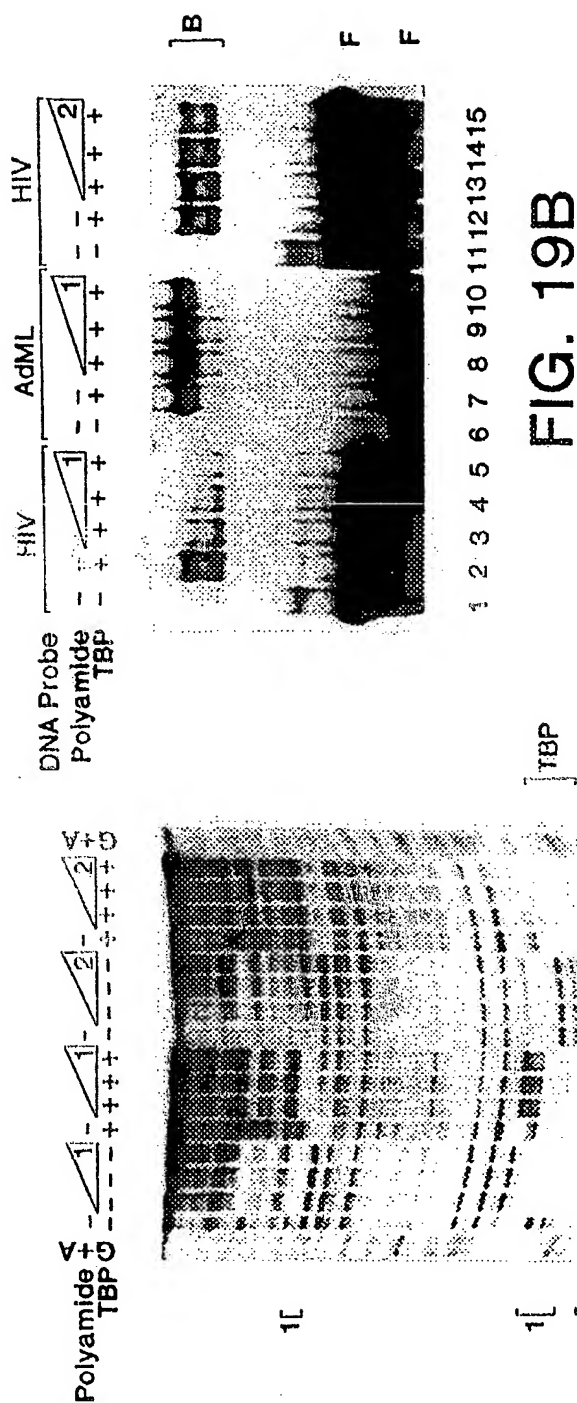 Polyamide
TBP
G+A
1
1
2
2
G+A
- - - - - + + + + - - - - + + + +
1[
1[
]TBP
DNA Probe
HIV
AdML
HIV
Polyamide
- -
1
- -
1
- -
2
TBP
- + + + + - + + + + - + + + +
]B
F
F
1 2 3 4 5 6 7 8 9 10 11 12 13 14 15
FIG. 19B